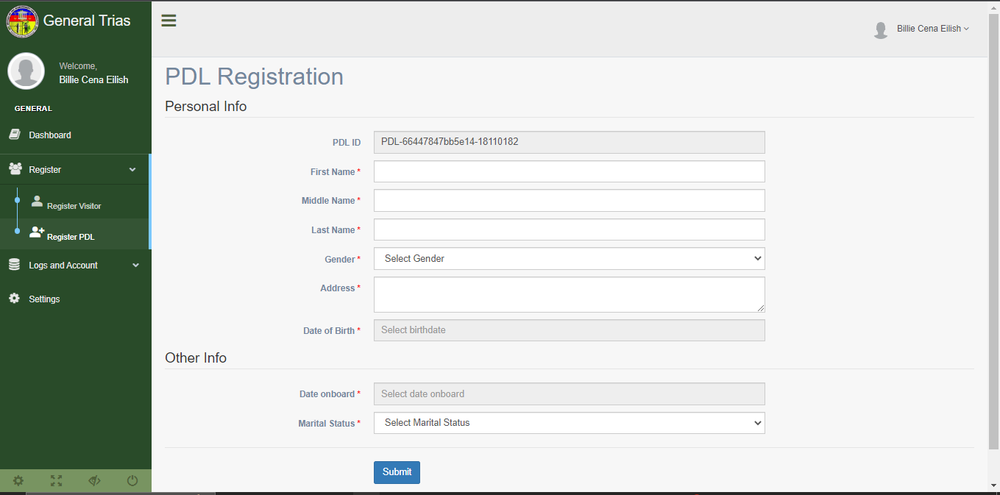 General Trias
Billie Cena Eilish
Welcome,
Billie Cena Eilish
GENERAL
Dashboard
Register
Register Visitor
Register PDL
Logs and Account
Settings
PDL Registration
Personal Info
PDL ID PDL-66447847bb5e14-18110182
First Name *
Middle Name *
Last Name *
Gender * Select Gender
Address *
Date of Birth * Select birthdate
Other Info
Date onboard * Select date onboard
Marital Status * Select Marital Status
Submit